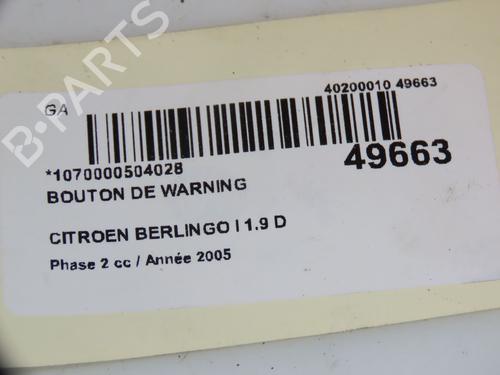 B-PARTS
GA
40200010 49663
*1070000504028
49663
BOUTON DE WARNING
CITROEN BERLINGO I 1.9 D
Phase 2 cc / Année 2005